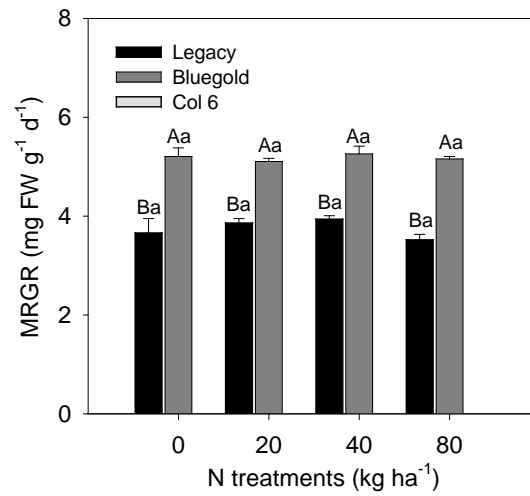 8
Legacy
Bluegold
Col 6
6
Aa Aa Aa Aa
4
Ba Ba Ba Ba
2
0
MRGR (mg FW g⁻¹ d⁻¹)
0 20 40 80
N treatments (kg ha⁻¹)